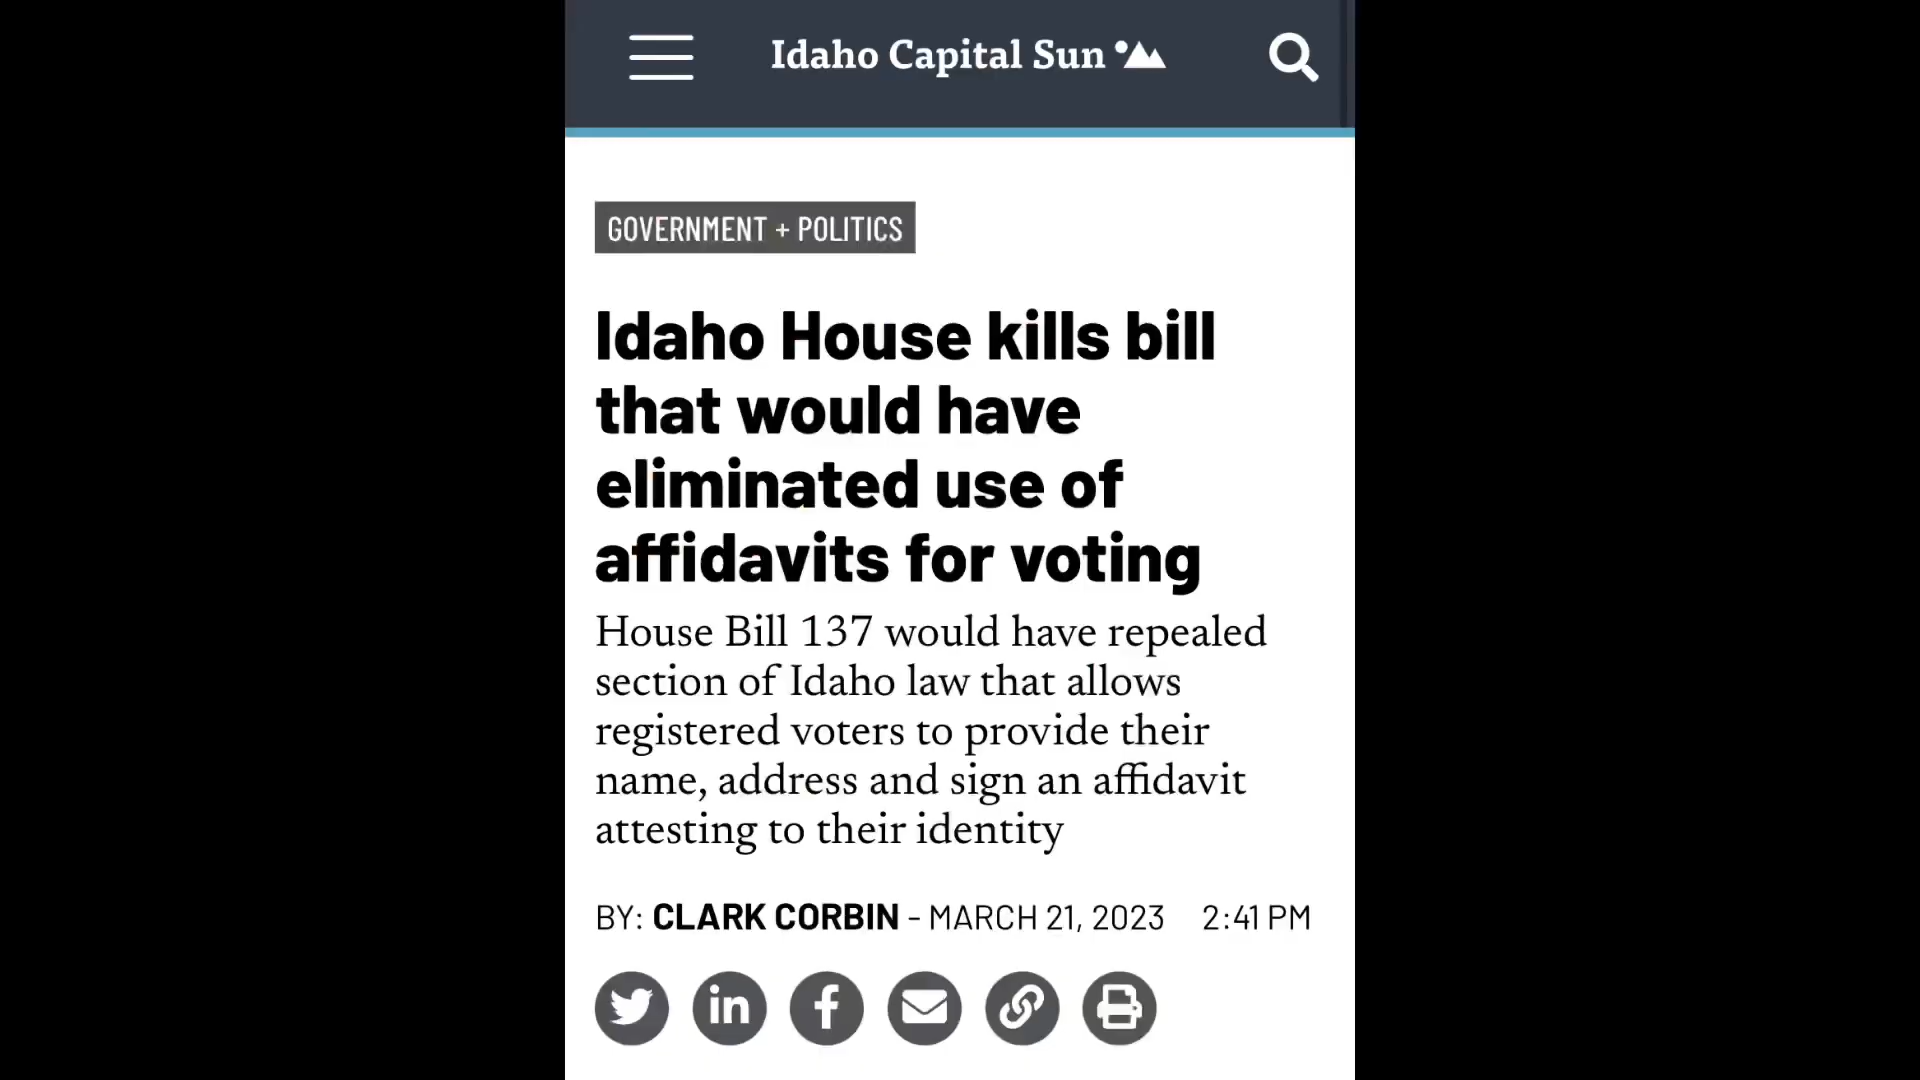 Idaho Capital Sun
GOVERNMENT + POLITICS
Idaho House kills bill
that would have
eliminated use of
affidavits for voting
House Bill 137 would have repealed
section of Idaho law that allows
registered voters to provide their
name, address and sign an affidavit
attesting to their identity
BY: CLARK CORBIN - MARCH 21, 2023 2:41 PM